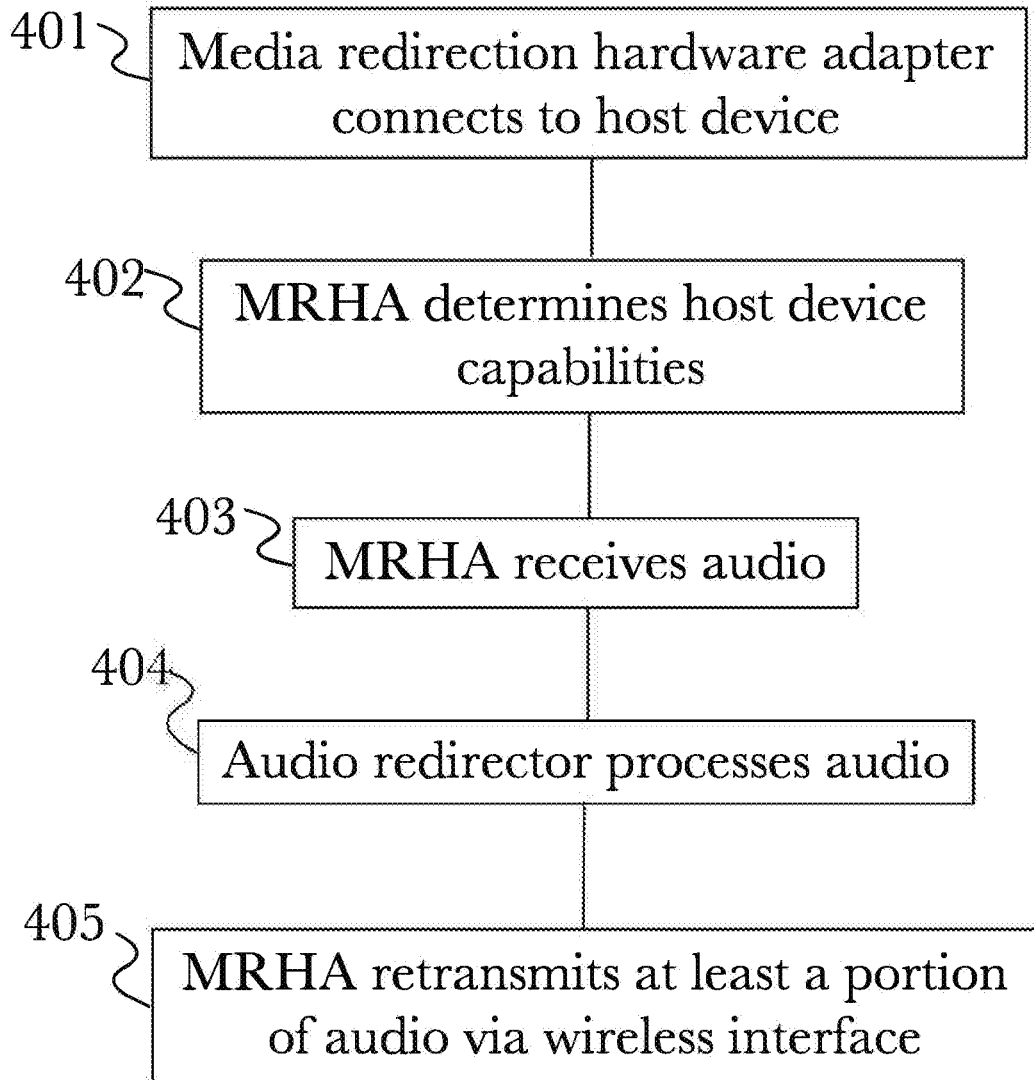 401
Media redirection hardware adapter
connects to host device
402
MRHA determines host device
capabilities
403
MRHA receives audio
404
Audio redirector processes audio
405
MRHA retransmits at least a portion
of audio via wireless interface